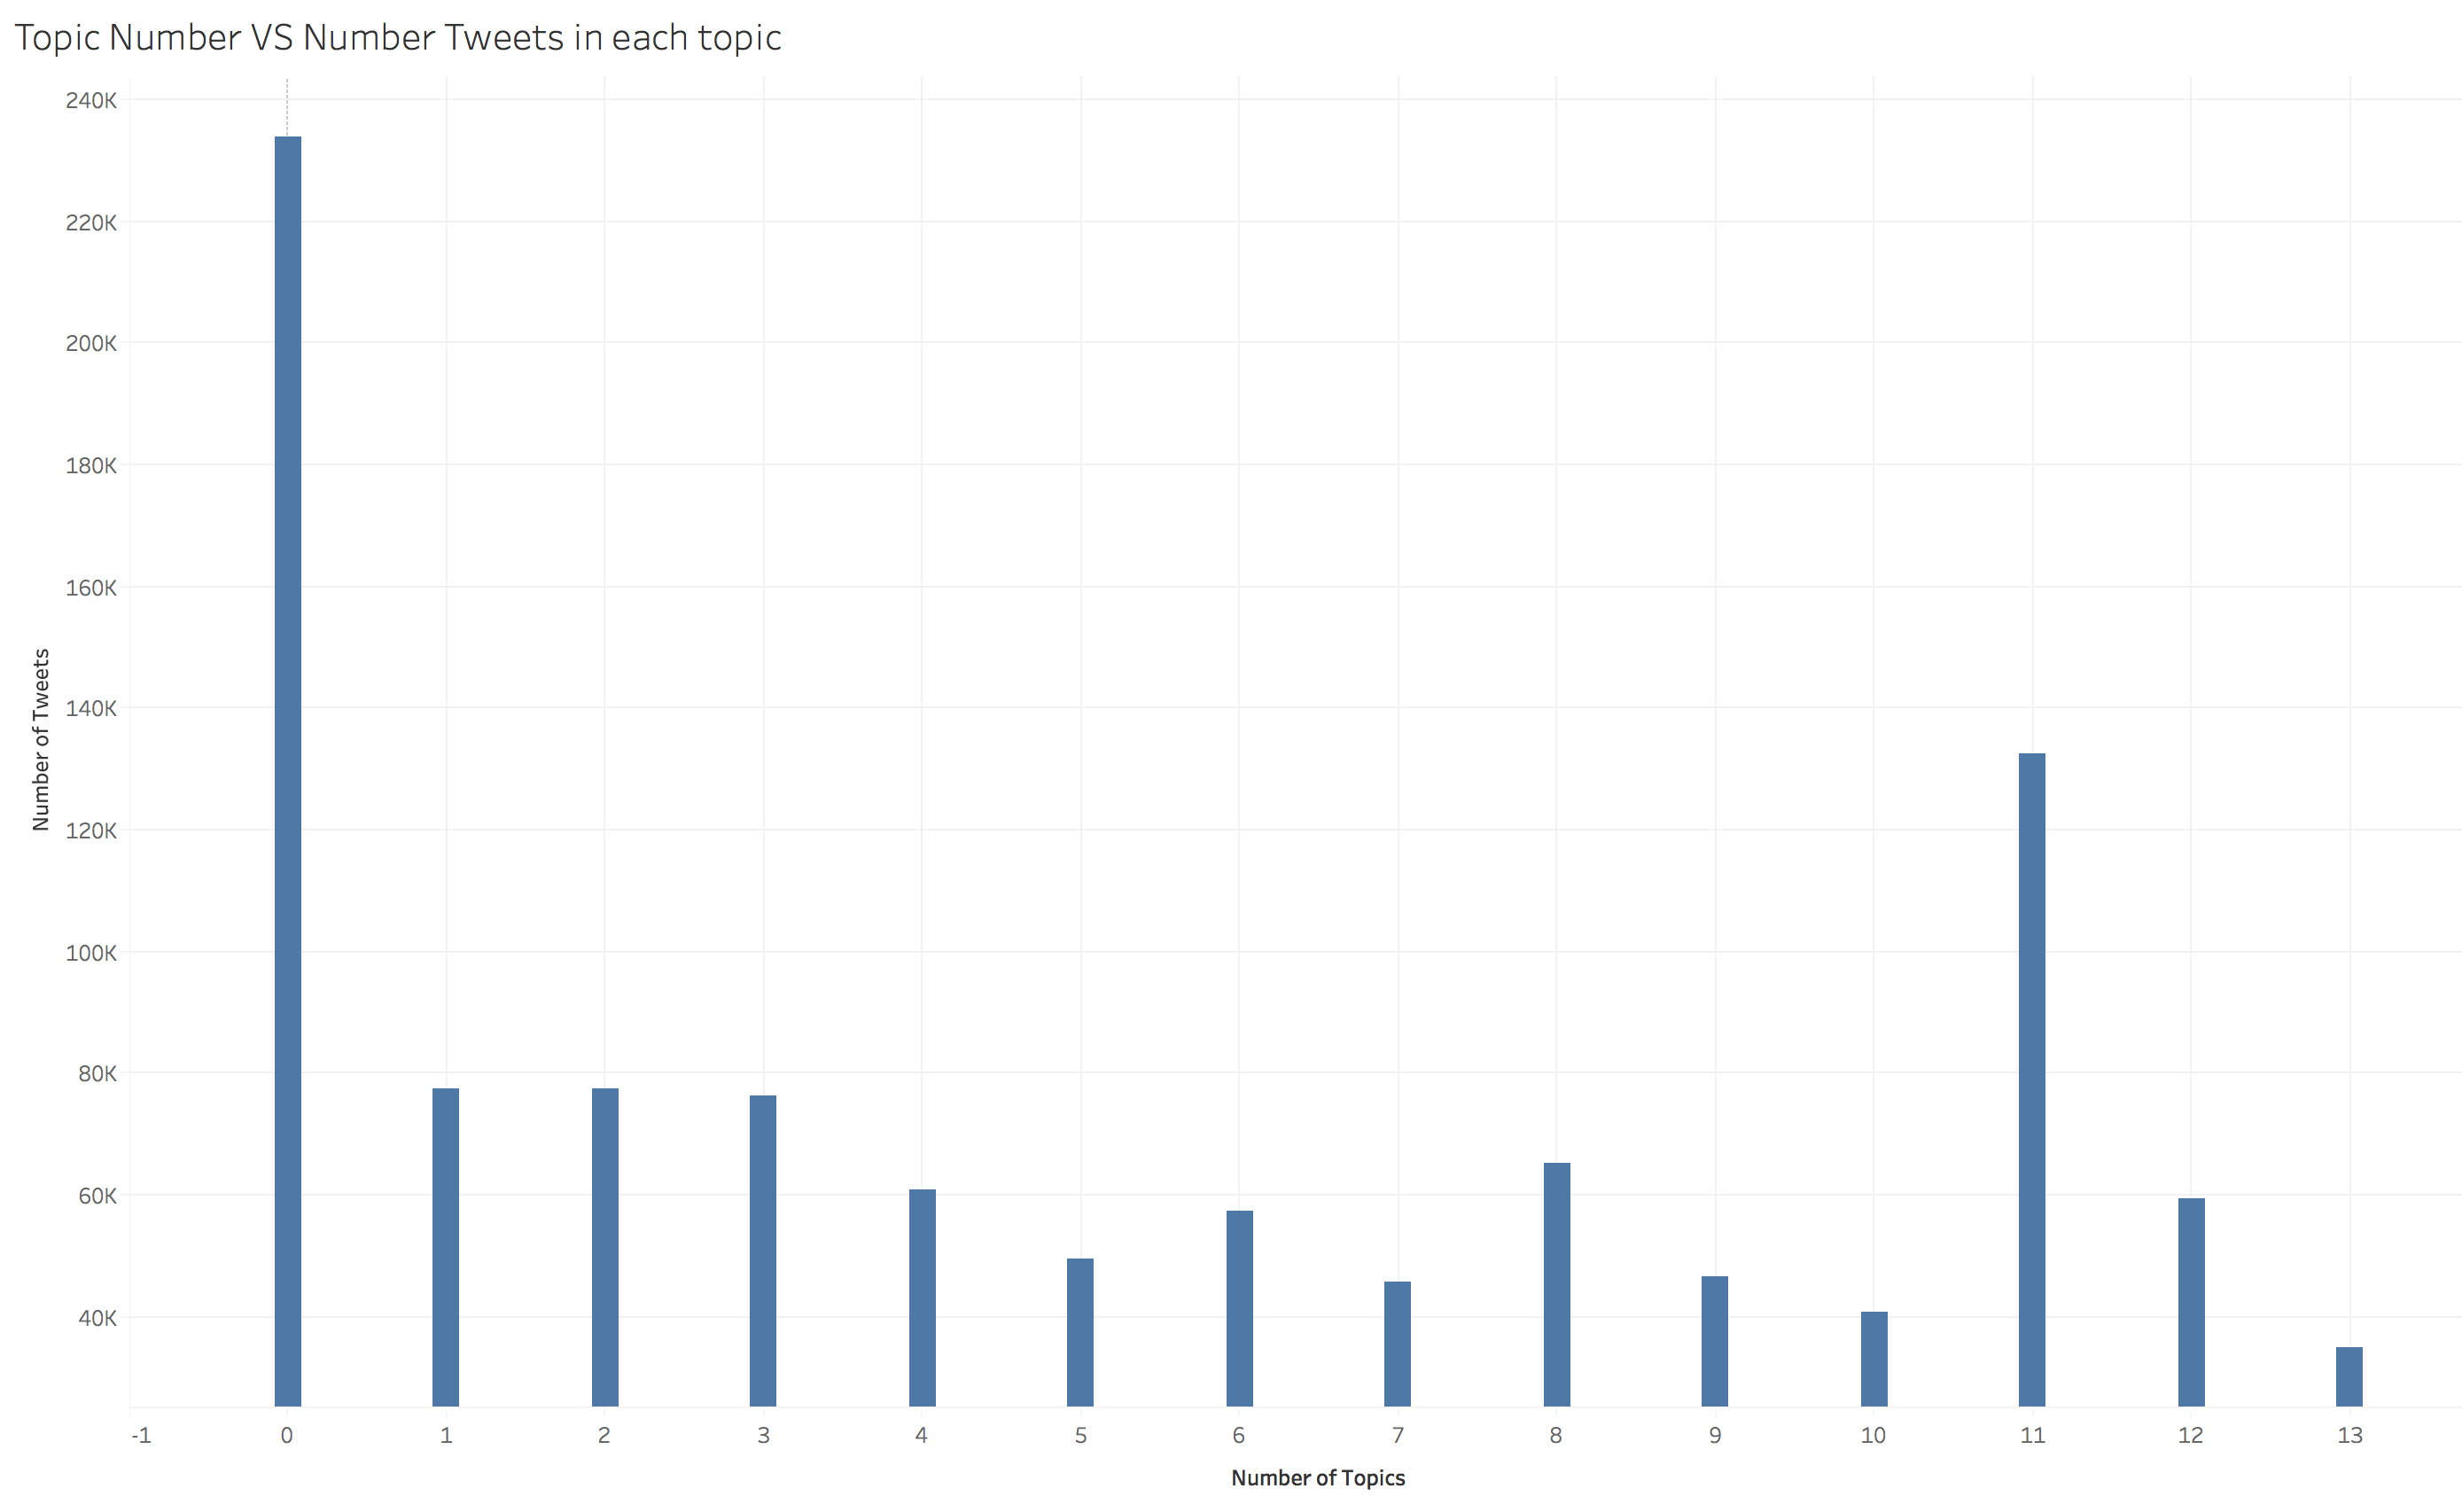 Topic Number VS Number Tweets in each topic
240K
220K
200K
180K
160K
140K
120K
100K
80K
60K
40K
Number of Tweets
-1 0 1 2 3 4 5 6 7 8 9 10 11 12 13
Number of Topics